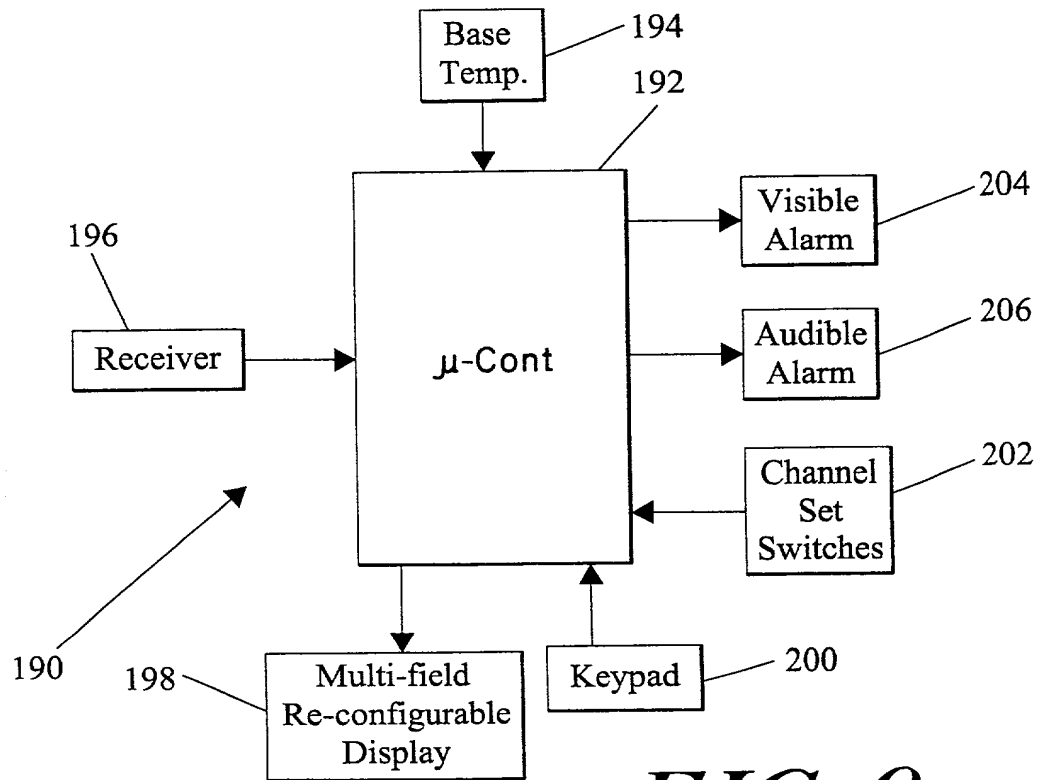 Base
Temp.
194
192
Visible
Alarm
204
196
Receiver
µ-Cont
Audible
Alarm
206
Channel
Set
Switches
202
190
198
Multi-field
Re-configurable
Display
Keypad
200